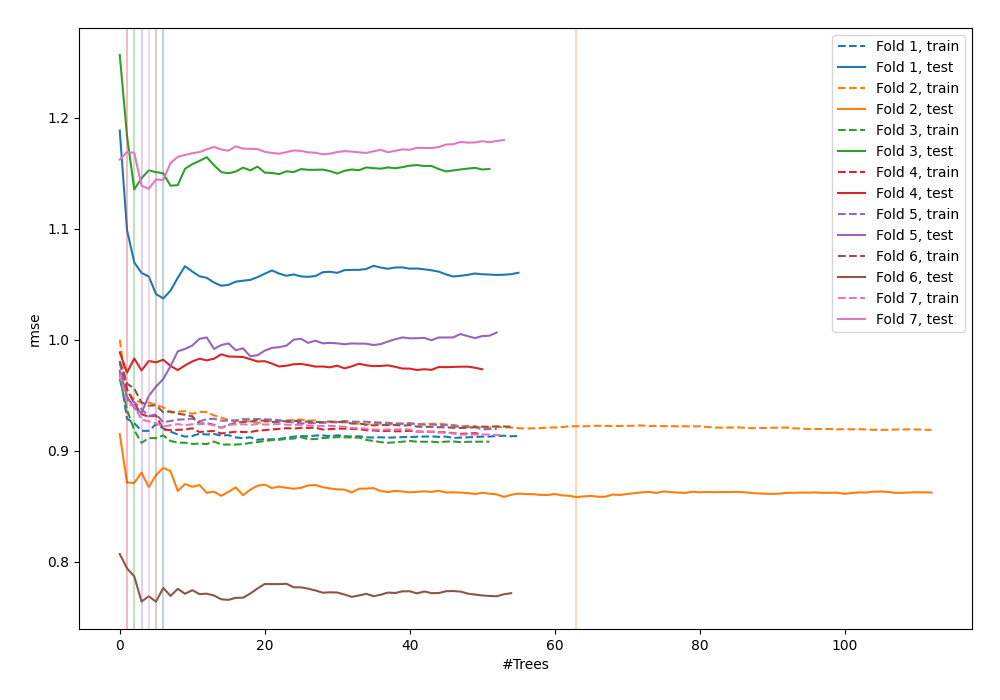 rmse
1.2
1.1
1.0
0.9
0.8
0
20
40
60
80
100
#Trees
Fold 1, train
Fold 1, test
Fold 2, train
Fold 2, test
Fold 3, train
Fold 3, test
Fold 4, train
Fold 4, test
Fold 5, train
Fold 5, test
Fold 6, train
Fold 6, test
Fold 7, train
Fold 7, test